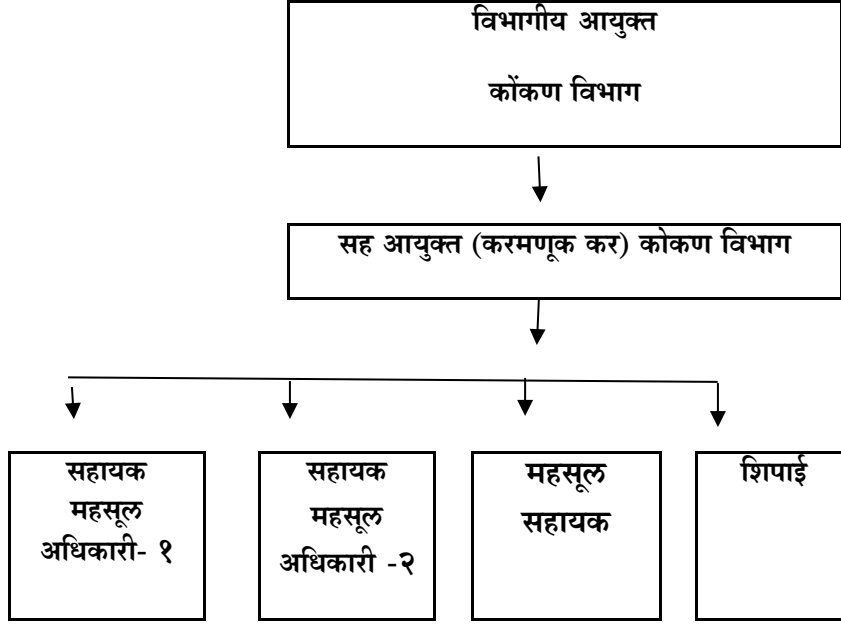 विभागीय आयुक्त
कोंकण विभाग
सह आयुक्त (करमणूक कर) कोकण विभाग
सहायक
महसूल
अधिकारी- १
सहायक
महसूल
अधिकारी -२
महसूल
सहायक
शिपाई